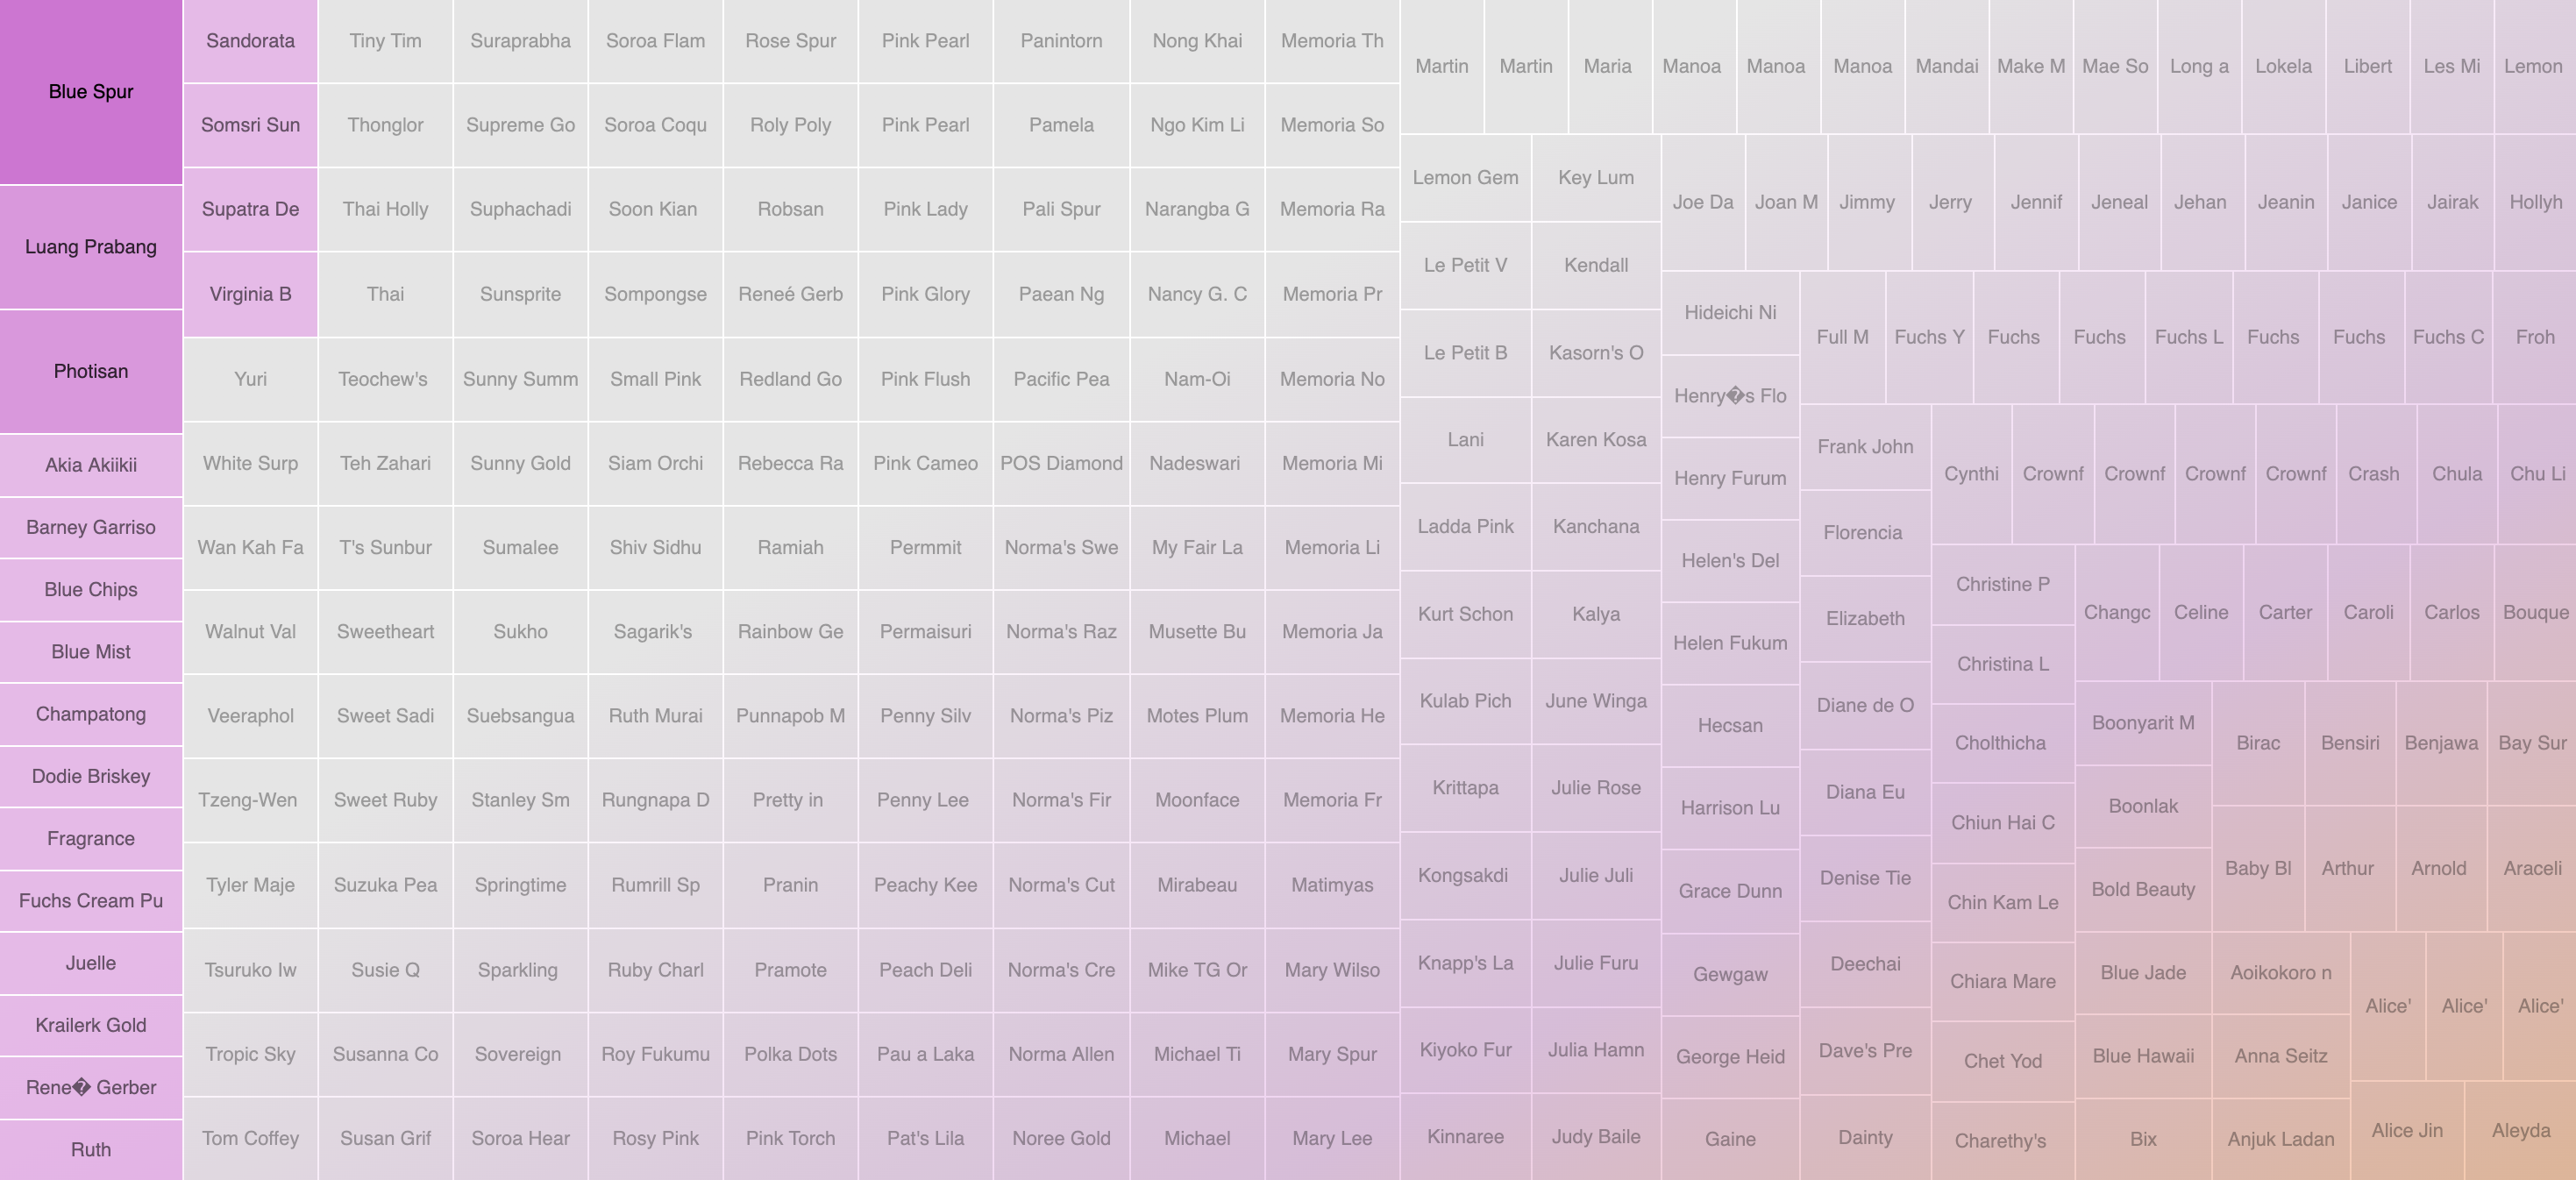 Blue Spur
Luang Prabang
Photisan
Akia Akiikii
Barney Garriso
Blue Chips
Blue Mist
Champatong
Dodie Briskey
Fragrance
Fuchs Cream Pu
Juelle
Krailerk Gold
Rene� Gerber
Ruth
Sandorata
Somsri Sun
Supatra De
Virginia B
Yuri
White Surp
Wan Kah Fa
Walnut Val
Veeraphol
Tzeng-Wen
Tyler Maje
Tsuruko Iw
Tropic Sky
Tom Coffey
Tiny Tim
Thonglor
Thai Holly
Thai
Teochew's
Teh Zahari
T's Sunbur
Sweetheart
Sweet Sadi
Sweet Ruby
Suzuka Pea
Susie Q
Susanna Co
Susan Grif
Suraprabha
Supreme Go
Suphachadi
Sunsprite
Sunny Summ
Sunny Gold
Sumalee
Sukho
Suebsangua
Stanley Sm
Springtime
Sparkling
Sovereign
Soroa Hear
Soroa Flam
Soroa Coqu
Soon Kian
Sompongse
Small Pink
Siam Orchi
Shiv Sidhu
Sagarik's
Ruth Murai
Rungnapa D
Rumrill Sp
Ruby Charl
Roy Fukumu
Rosy Pink
Rose Spur
Roly Poly
Robsan
Reneé Gerb
Redland Go
Rebecca Ra
Ramiah
Rainbow Ge
Punnapob M
Pretty in
Pranin
Pramote
Polka Dots
Pink Torch
Pink Pearl
Pink Pearl
Pink Lady
Pink Glory
Pink Flush
Pink Cameo
Permmit
Permaisuri
Penny Silv
Penny Lee
Peachy Kee
Peach Deli
Pau a Laka
Pat's Lila
Panintorn
Pamela
Pali Spur
Paean Ng
Pacific Pea
POS Diamond
Norma's Swe
Norma's Raz
Norma's Piz
Norma's Fir
Norma's Cut
Norma's Cre
Norma Allen
Noree Gold
Nong Khai
Ngo Kim Li
Narangba G
Nancy G. C
Nam-Oi
Nadeswari
My Fair La
Musette Bu
Motes Plum
Moonface
Mirabeau
Mike TG Or
Michael Ti
Michael
Memoria Th
Memoria So
Memoria Ra
Memoria Pr
Memoria No
Memoria Mi
Memoria Li
Memoria Ja
Memoria He
Memoria Fr
Matimyas
Mary Wilso
Mary Spur
Mary Lee
Martin
Martin
Maria
Manoa
Manoa
Manoa
Mandai
Make M
Mae So
Long a
Lokela
Libert
Les Mi
Lemon
Lemon Gem
Le Petit V
Le Petit B
Lani
Ladda Pink
Kurt Schon
Kulab Pich
Krittapa
Kongsakdi
Knapp's La
Kiyoko Fur
Kinnaree
Key Lum
Kendall
Kasorn's O
Karen Kosa
Kanchana
Kalya
June Winga
Julie Rose
Julie Juli
Julie Furu
Julia Hamn
Judy Baile
Joe Da
Joan M
Jimmy
Jerry
Jennif
Jeneal
Jehan
Jeanin
Janice
Jairak
Hollyh
Hideichi Ni
Henry�s Flo
Henry Furum
Helen's Del
Helen Fukum
Hecsan
Harrison Lu
Grace Dunn
Gewgaw
George Heid
Gaine
Full M
Fuchs Y
Fuchs
Fuchs
Fuchs L
Fuchs
Fuchs
Fuchs C
Froh
Frank John
Florencia
Elizabeth
Diane de O
Diana Eu
Denise Tie
Deechai
Dave's Pre
Dainty
Cynthi
Crownf
Crownf
Crownf
Crownf
Crash
Chula
Chu Li
Christine P
Christina L
Cholthicha
Chiun Hai C
Chin Kam Le
Chiara Mare
Chet Yod
Charethy's
Changc
Celine
Carter
Caroli
Carlos
Bouque
Boonyarit M
Boonlak
Bold Beauty
Blue Jade
Blue Hawaii
Bix
Birac
Bensiri
Benjawa
Bay Sur
Baby Bl
Arthur
Arnold
Araceli
Aoikokoro n
Anna Seitz
Anjuk Ladan
Alice'
Alice'
Alice'
Alice Jin
Aleyda